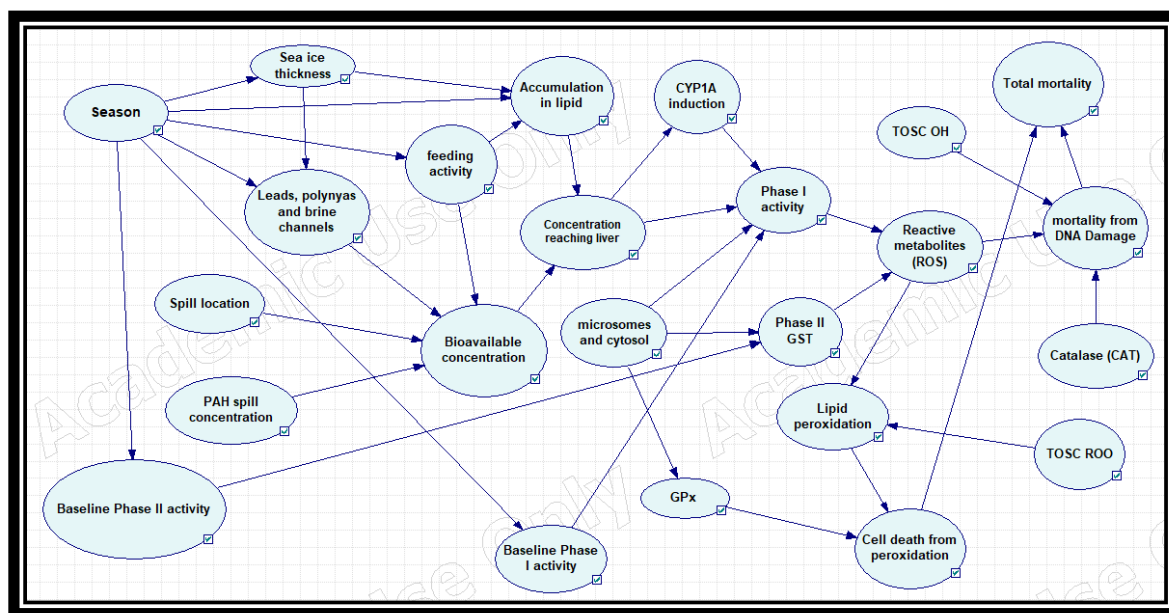 Sea ice
thickness
Season
Accumulation
in lipid
CYP1A
induction
Total mortality
TOSC OH
feeding
activity
Leads, polynyas
and brine
channels
Phase I
activity
Concentration
reaching liver
Reactive
metabolites
(ROS)
mortality from
DNA Damage
Spill location
Bioavailable
concentration
microsomes
and cytosol
Phase II
GST
Catalase (CAT)
PAH spill
concentration
Lipid
peroxidation
TOSC ROO
Baseline Phase II activity
GPx
Baseline Phase
I activity
Cell death from
peroxidation
Academic Use Only
Academic Use Only